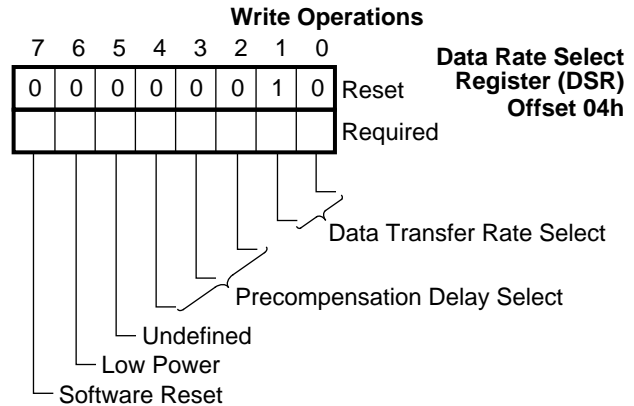 Write Operations
7 6 5 4 3 2 1 0
Data Rate Select
Register (DSR)
Offset 04h
0 0 0 0 0 0 1 0 Reset
Required
Data Transfer Rate Select
Precompensation Delay Select
Undefined
Low Power
Software Reset